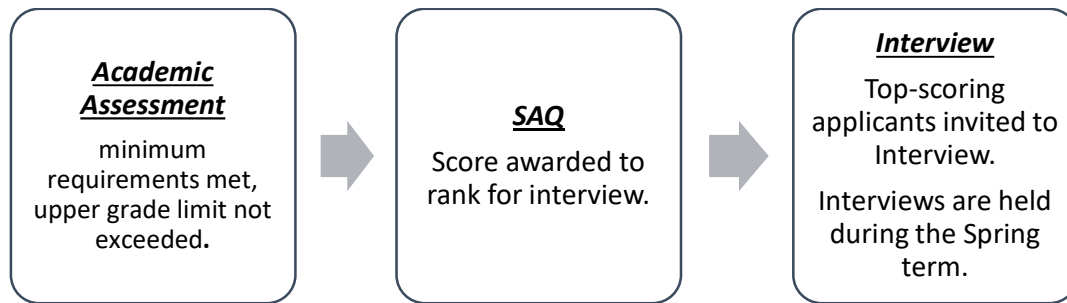 Academic
Assessment
minimum
requirements met,
upper grade limit not
exceeded.
SAQ
Score awarded to
rank for interview.
Interview
Top-scoring
applicants invited to
Interview.
Interviews are held
during the Spring
term.